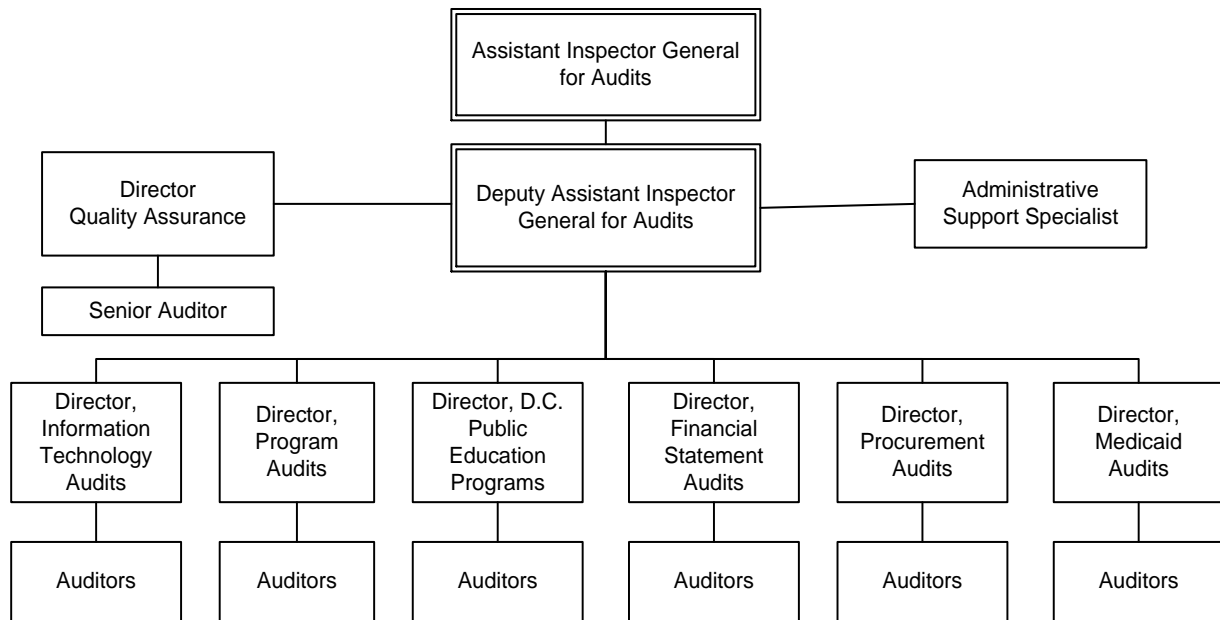 Assistant Inspector General
for Audits
Director
Quality Assurance
Deputy Assistant Inspector
General for Audits
Administrative
Support Specialist
Senior Auditor
Director,
Information
Technology
Audits
Director,
Program
Audits
Director, D.C.
Public
Education
Programs
Director,
Financial
Statement
Audits
Director,
Procurement
Audits
Director,
Medicaid
Audits
Auditors
Auditors
Auditors
Auditors
Auditors
Auditors